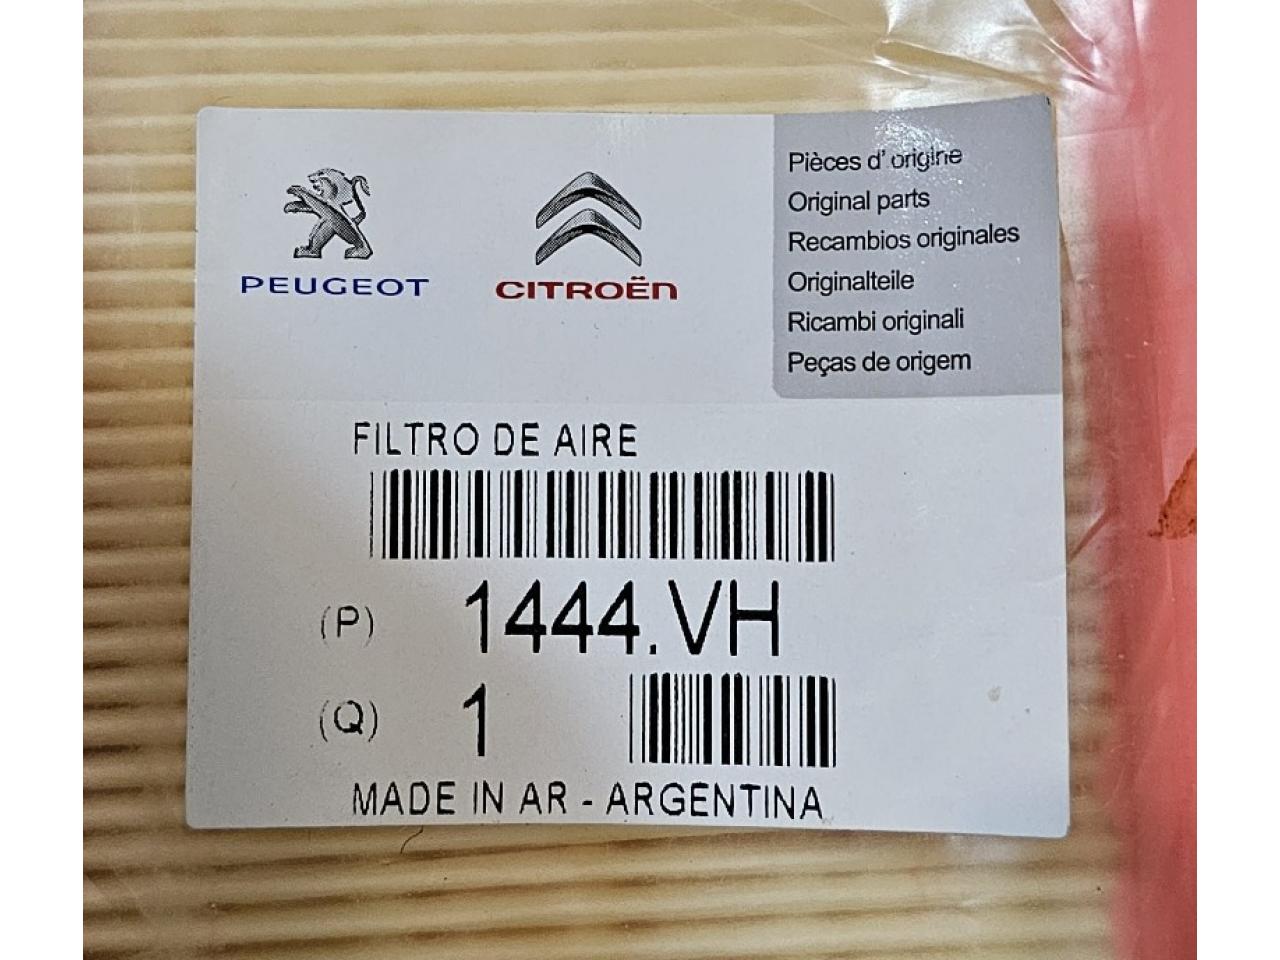 PEUGEOT
CITROËN
Pièces d' origine
Original parts
Recambios originales
Originalteile
Ricambi originali
Peças de origem
FILTRO DE AIRE
(P) 1444.VH
(Q) 1
MADE IN AR - ARGENTINA